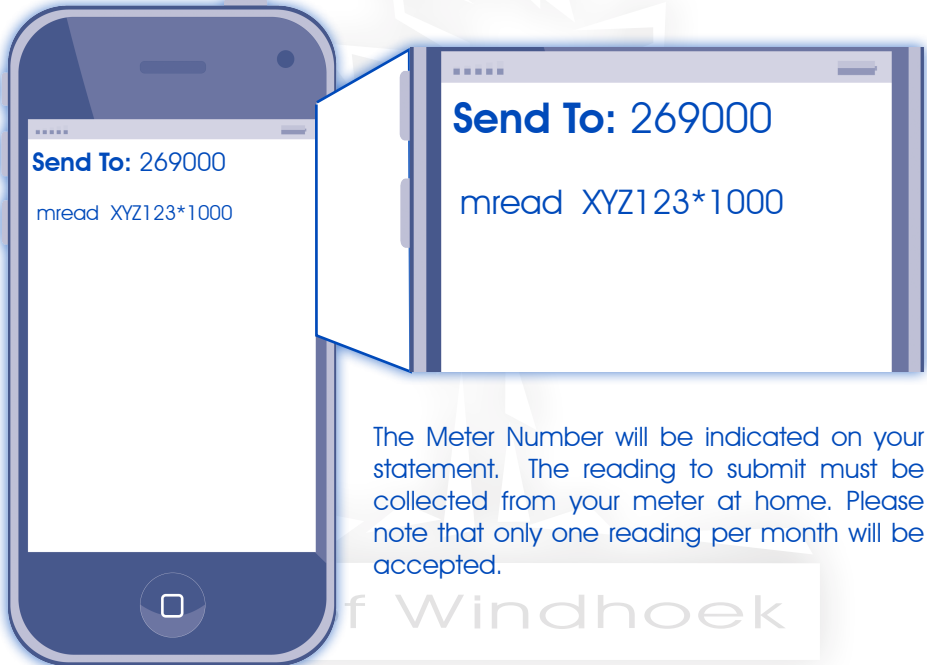 Send To: 269000
mread XYZ123*1000
Send To: 269000
mread XYZ123*1000
The Meter Number will be indicated on your
statement. The reading to submit must be
collected from your meter at home. Please
note that only one reading per month will be
accepted.
f Windhoek